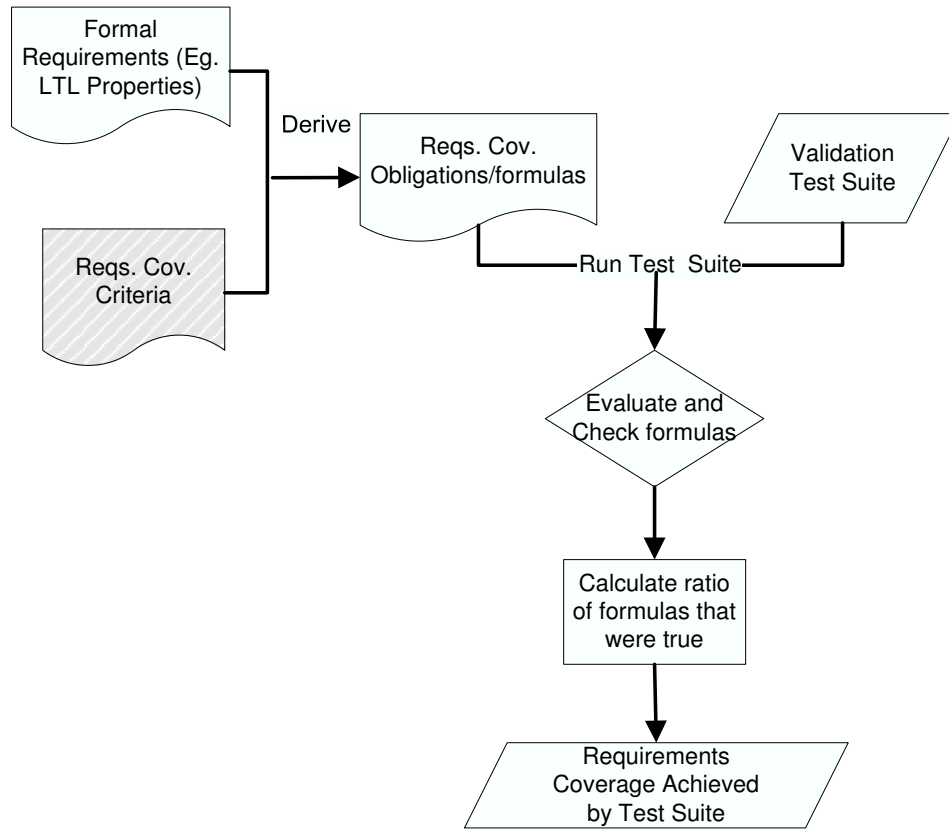 Formal
Requirements (Eg.
LTL Properties)
Derive
Reqs. Cov.
Obligations/formulas
Validation
Test Suite
Reqs. Cov.
Criteria
Run Test Suite
Evaluate and
Check formulas
Calculate ratio
of formulas that
were true
Requirements
Coverage Achieved
by Test Suite